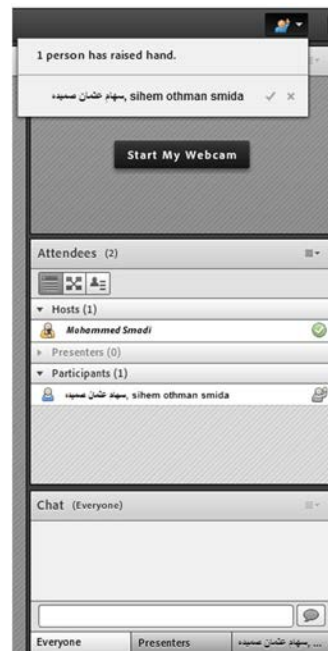 1 person has raised hand.
سهام عثمان صميده, sihem othman smida
Start My Webcam
Attendees (2)
Hosts (1)
Mohammed Smadi
Presenters (0)
Participants (1)
سهام عثمان صميده, sihem othman smida
Chat (Everyone)
Everyone
Presenters
سهام عثمان صميده, ...